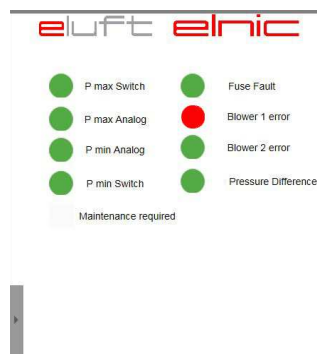 eluft elnic
P max Switch Fuse Fault
P max Analog Blower 1 error
P min Analog Blower 2 error
P min Switch Pressure Difference
Maintenance required